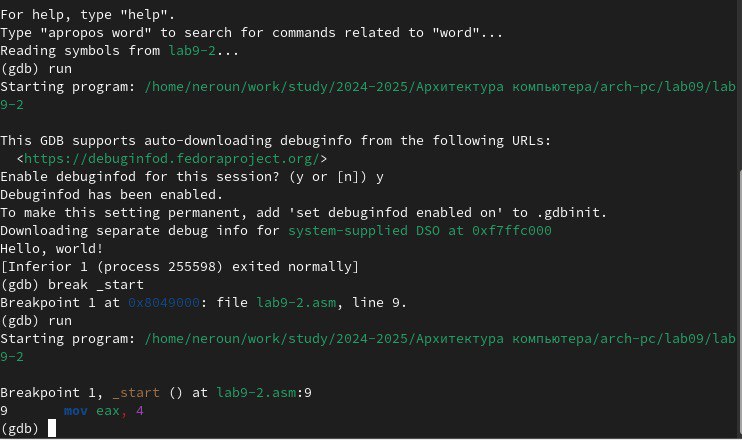 For help, type "help".
Type "apropos word" to search for commands related to "word"...
Reading symbols from lab9-2...
(gdb) run
Starting program: /home/neroun/work/study/2024-2025/Архитектура компьютера/arch-pc/lab09/lab
9-2
This GDB supports auto-downloading debuginfo from the following URLs:
<https://debuginfod.fedoraproject.org/>
Enable debuginfod for this session? (y or [n]) y
Debuginfod has been enabled.
To make this setting permanent, add 'set debuginfod enabled on' to .gdbinit.
Downloading separate debug info for system-supplied DSO at 0xf7ffc000
Hello, world!
[Inferior 1 (process 255598) exited normally]
(gdb) break _start
Breakpoint 1 at 0x8049000: file lab9-2.asm, line 9.
(gdb) run
Starting program: /home/neroun/work/study/2024-2025/Архитектура компьютера/arch-pc/lab09/lab
9-2
Breakpoint 1, _start () at lab9-2.asm:9
9 mov eax, 4
(gdb)